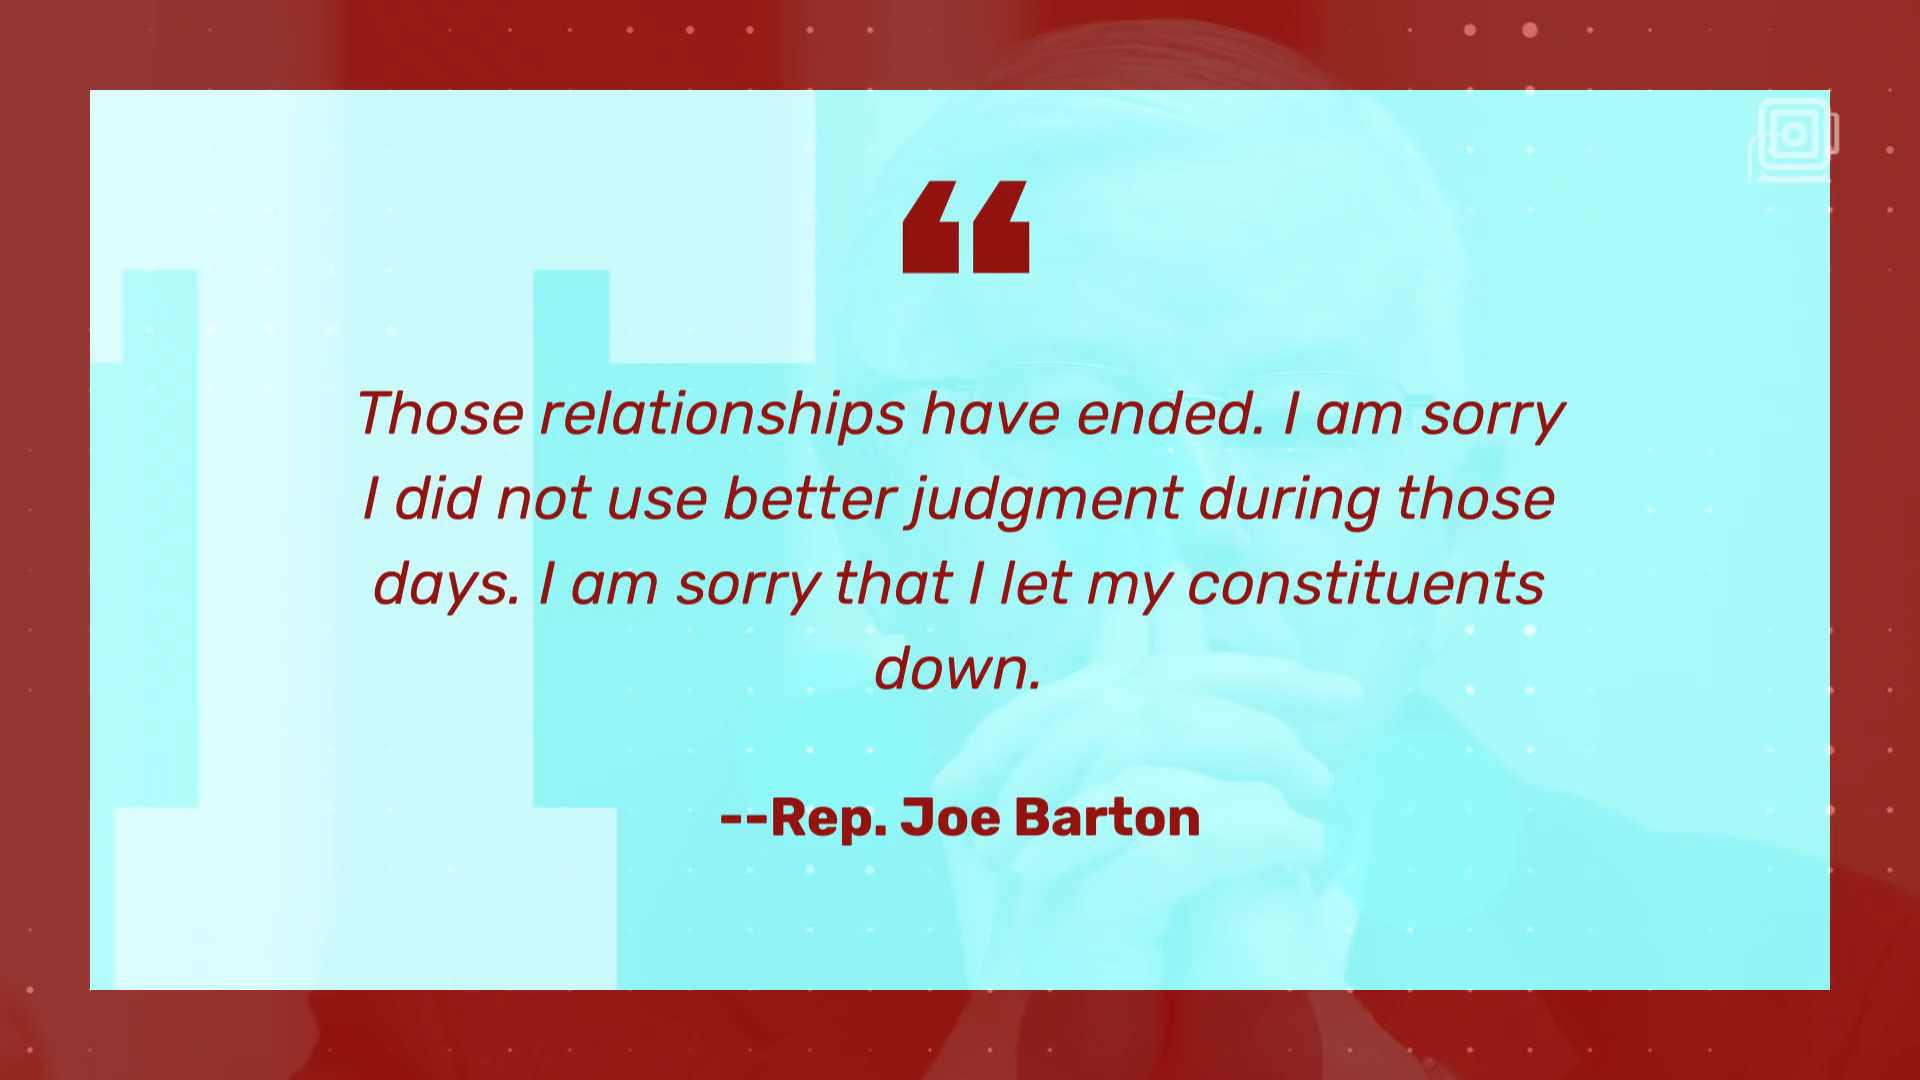 “
Those relationships have ended. I am sorry
I did not use better judgment during those
days. I am sorry that I let my constituents
down.
--Rep. Joe Barton